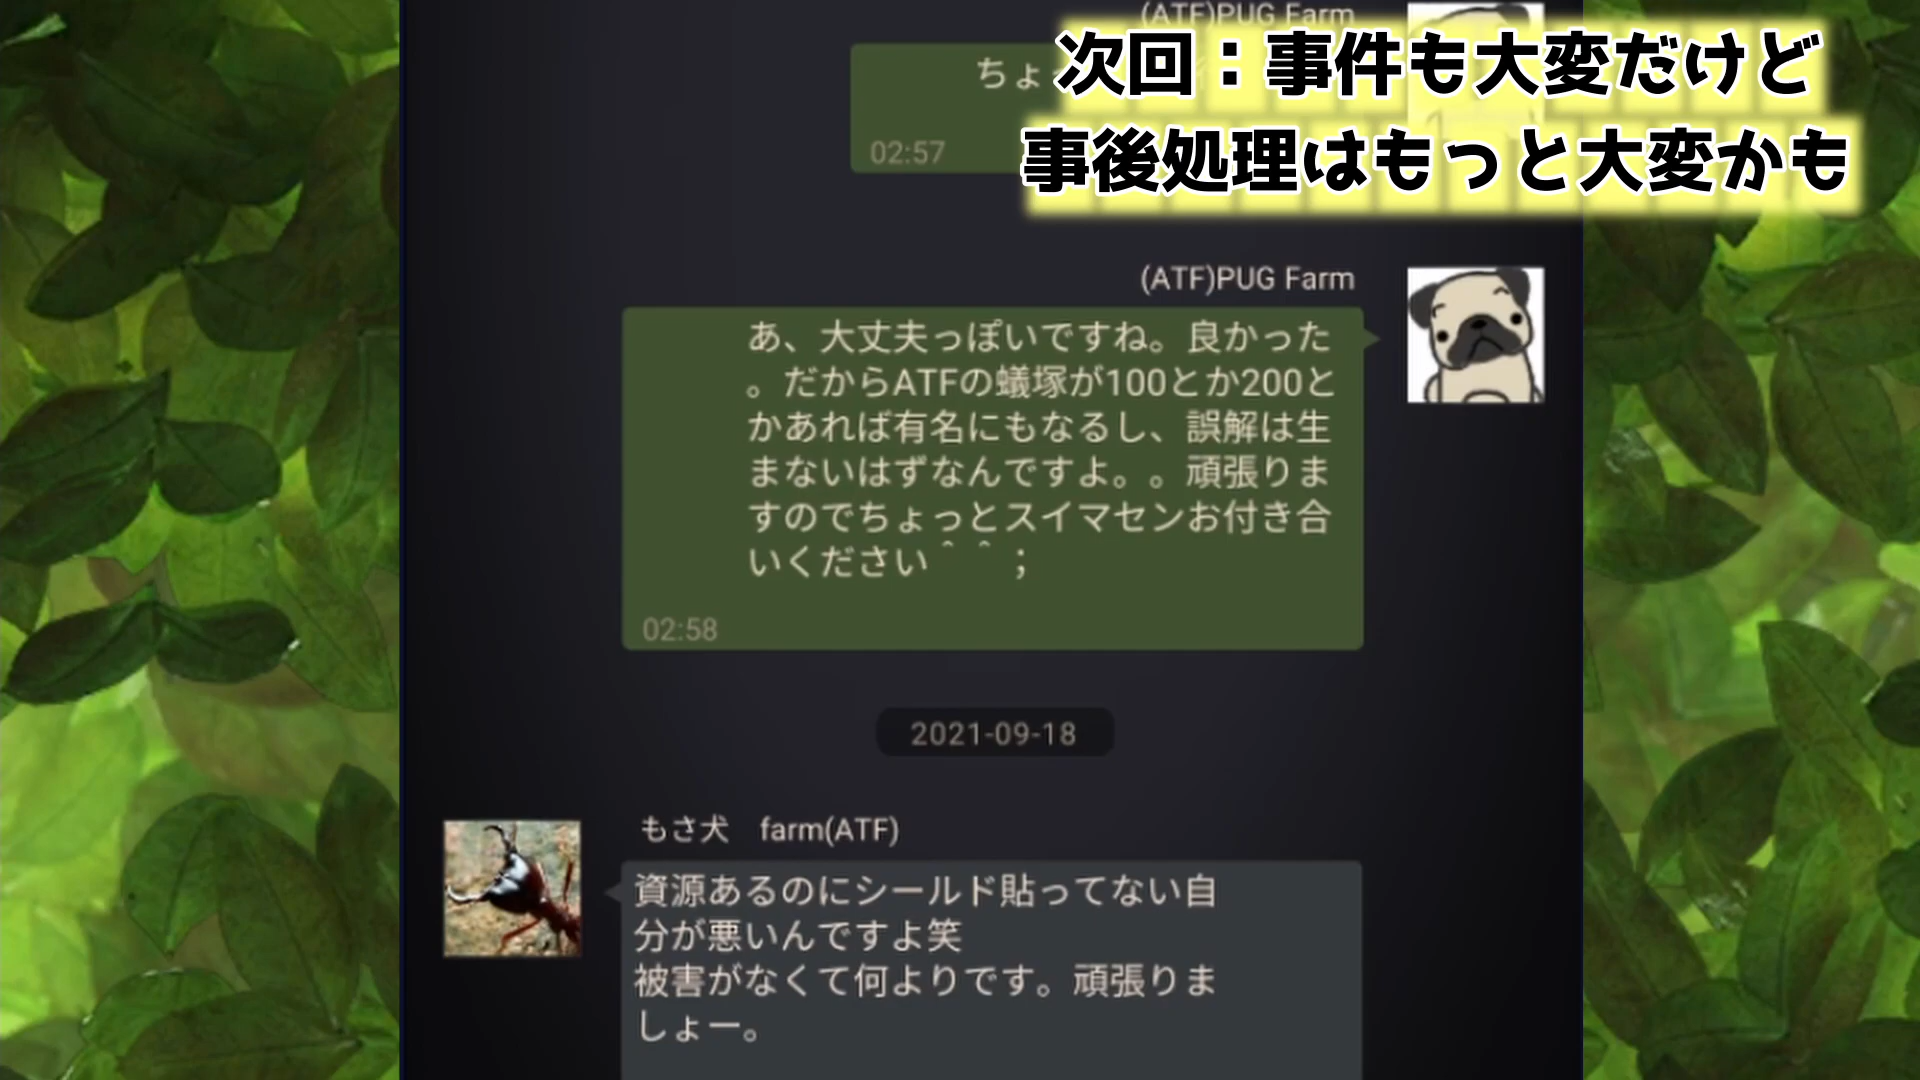 (ATF)PUG Farm
次回：事件も大変だけど
ちょ
事後処理はもっと大変かも
02:57
(ATF)PUG Farm
あ、大丈夫っぽいですね。良かった
。だからATFの蟻塚が100とか200と
かあれば有名にもなるし、誤解は生
まないはずなんですよ。。頑張りま
すのでちょっとスイマセンお付き合
いください＾＾；
02:58
2021-09-18
もさ犬　farm(ATF)
資源あるのにシールド貼ってない自
分が悪いんですよ笑
被害がなくて何よりです。頑張りま
しょー。